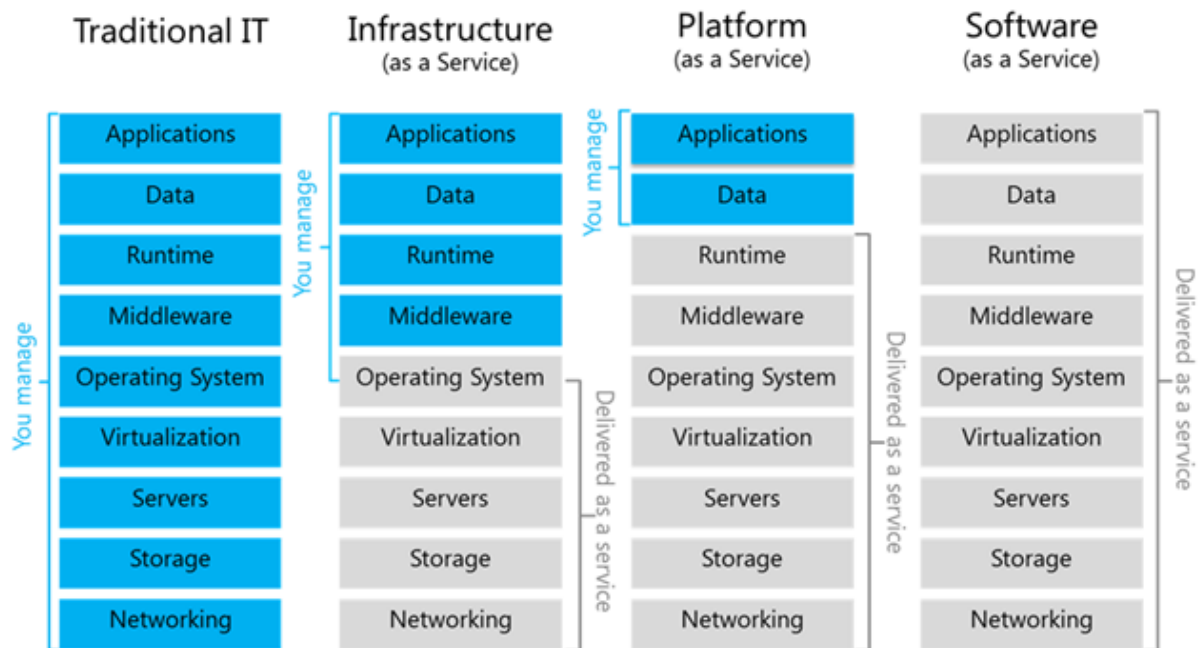 Traditional IT
Infrastructure
(as a Service)
Platform
(as a Service)
Software
(as a Service)
You manage
Applications
Data
Runtime
Middleware
Operating System
Virtualization
Servers
Storage
Networking
You manage
Applications
Data
Runtime
Middleware
Operating System
Virtualization
Servers
Storage
Networking
Delivered as a service
You manage
Applications
Data
Runtime
Middleware
Operating System
Virtualization
Servers
Storage
Networking
Delivered as a service
Applications
Data
Runtime
Middleware
Operating System
Virtualization
Servers
Storage
Networking
Delivered as a service